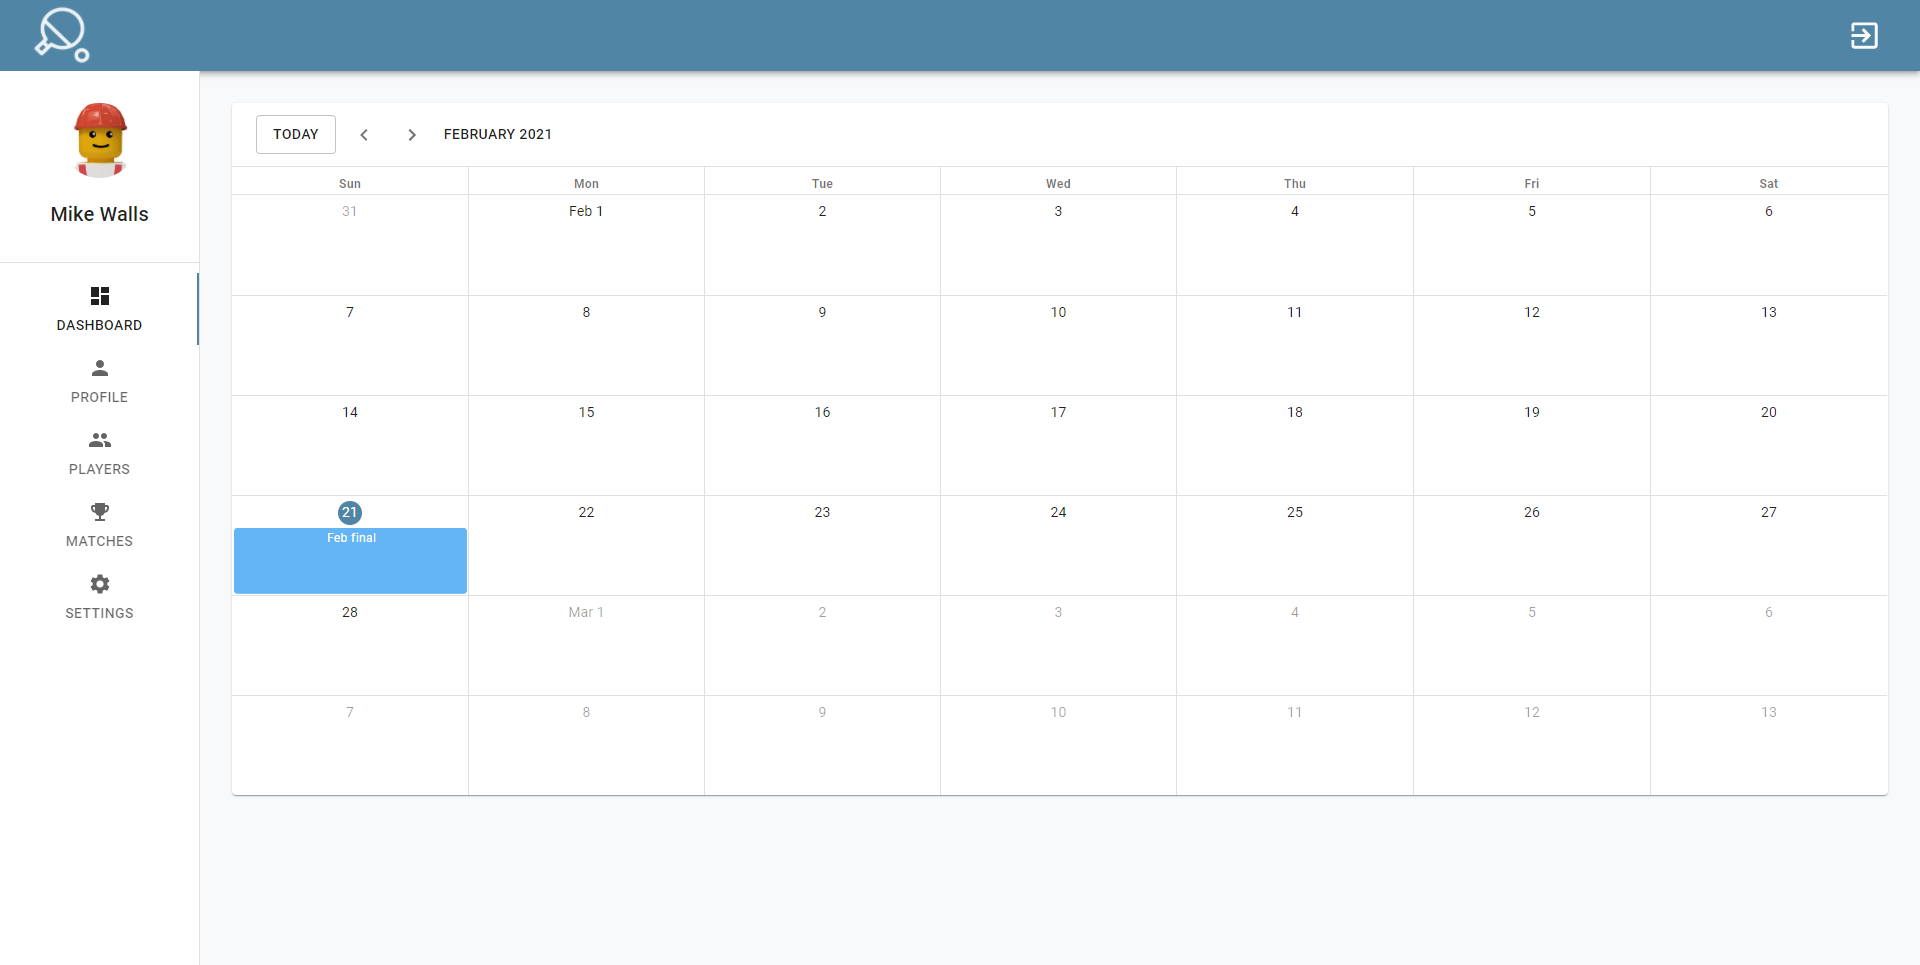 TODAY FEBRUARY 2021
Mike Walls
DASHBOARD
PROFILE
PLAYERS
MATCHES
SETTINGS
Sun Mon Tue Wed Thu Fri Sat
31 Feb 1 2 3 4 5 6
7 8 9 10 11 12 13
14 15 16 17 18 19 20
21 22 23 24 25 26 27
Feb final
28 Mar 1 2 3 4 5 6
7 8 9 10 11 12 13